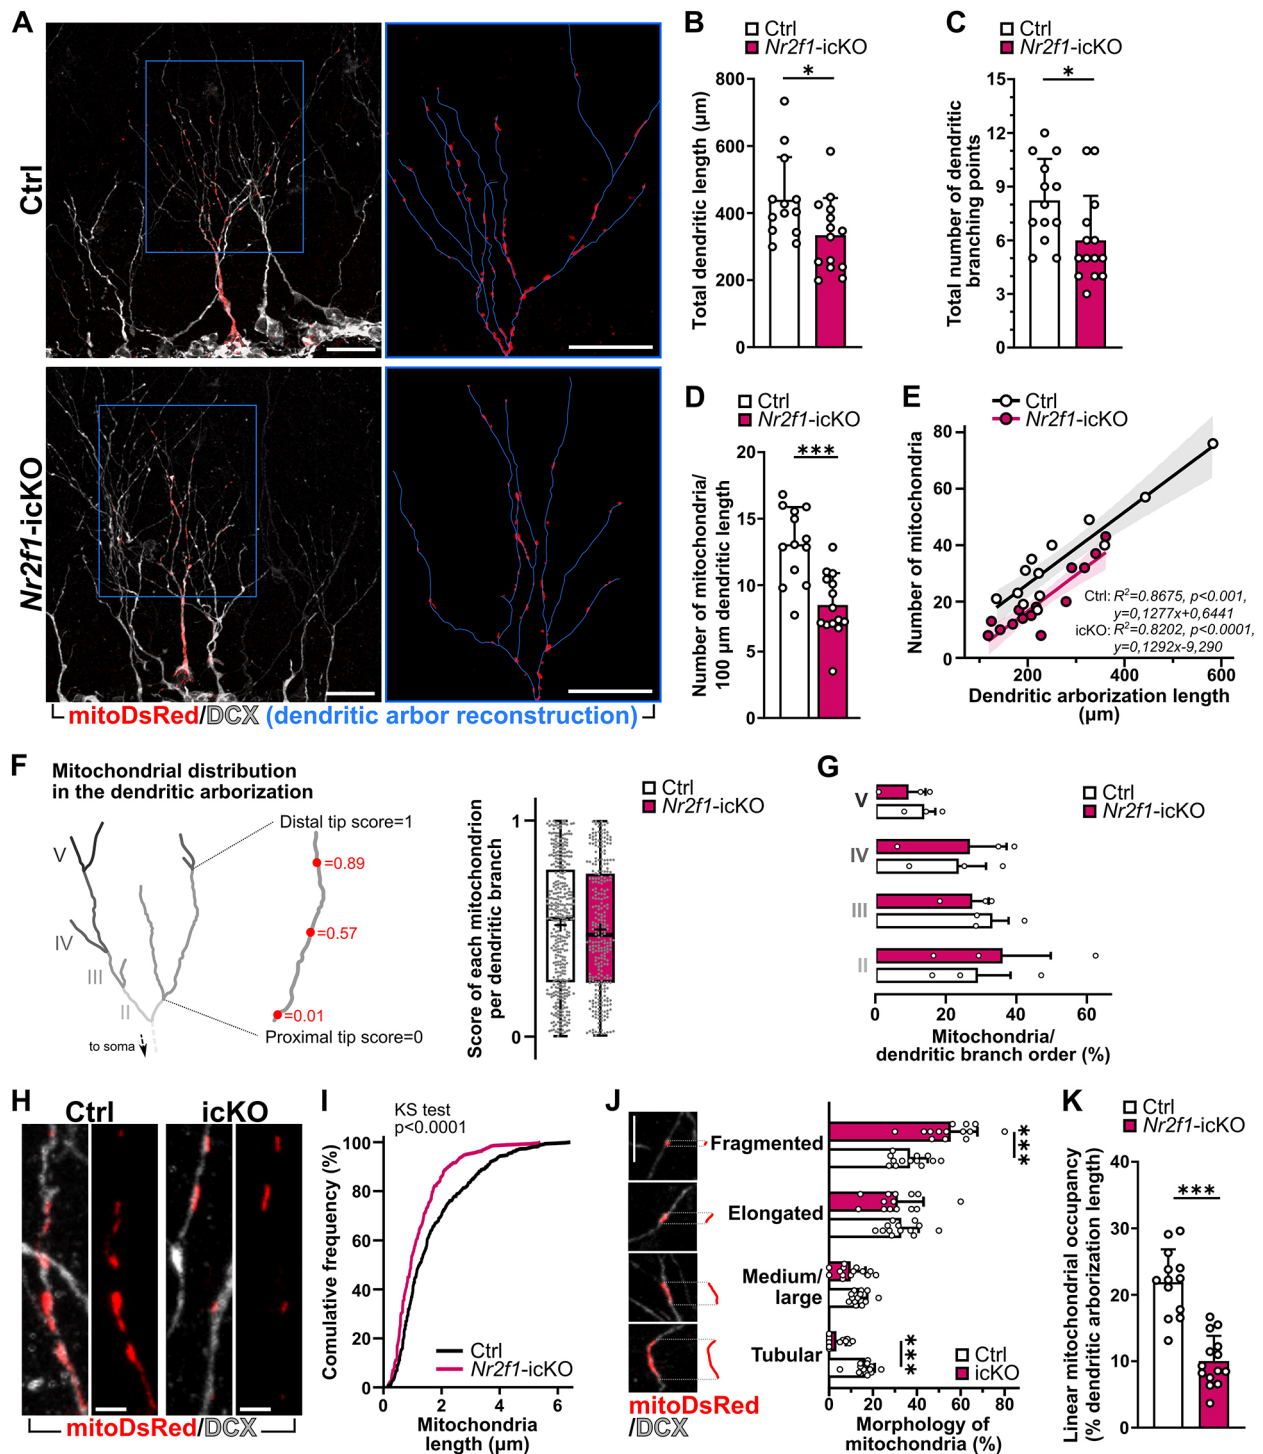 A
Ctrl
Nr2f1-icKO
mitoDsRed/DCX (dendritic arbor reconstruction)
B
Ctrl
Nr2f1-icKO
*
Total dendritic length (µm)
800
600
400
200
0
C
Ctrl
Nr2f1-icKO
*
Total number of dendritic
branching points
15
12
9
6
3
0
D
Ctrl
Nr2f1-icKO
***
Number of mitochondria/
100 µm dendritic length
20
15
10
5
0
E
Ctrl
Nr2f1-icKO
Number of mitochondria
80
60
40
20
0
Ctrl: R²=0.8675, p<0.001,
y=0,1277x+0,6441
icKO: R²=0.8202, p<0.0001,
y=0,1292x-9,290
200 400 600
Dendritic arborization length
(µm)
F
Mitochondrial distribution
in the dendritic arborization
V
IV
III
II
to soma
Distal tip score=1
=0.89
=0.57
=0.01
Proximal tip score=0
Ctrl
Nr2f1-icKO
Score of each mitochondrion
per dendritic branch
1
0
G
Ctrl
Nr2f1-icKO
V
IV
III
II
0 20 40 60
Mitochondria/
dendritic branch order (%)
H
Ctrl icKO
mitoDsRed/DCX
I
KS test
p<0.0001
Comulative frequency (%)
100
80
60
40
20
0
Ctrl
Nr2f1-icKO
0 2 4 6
Mitochondria
length (µm)
J
mitoDsRed
/DCX
Fragmented
***
Elongated
Medium/
large
Tubular
***
Ctrl
icKO
0 20 40 60 80
Morphology of
mitochondria (%)
K
Ctrl
Nr2f1-icKO
***
Linear mitochondrial occupancy
(% dendritic arborization length)
40
30
20
10
0